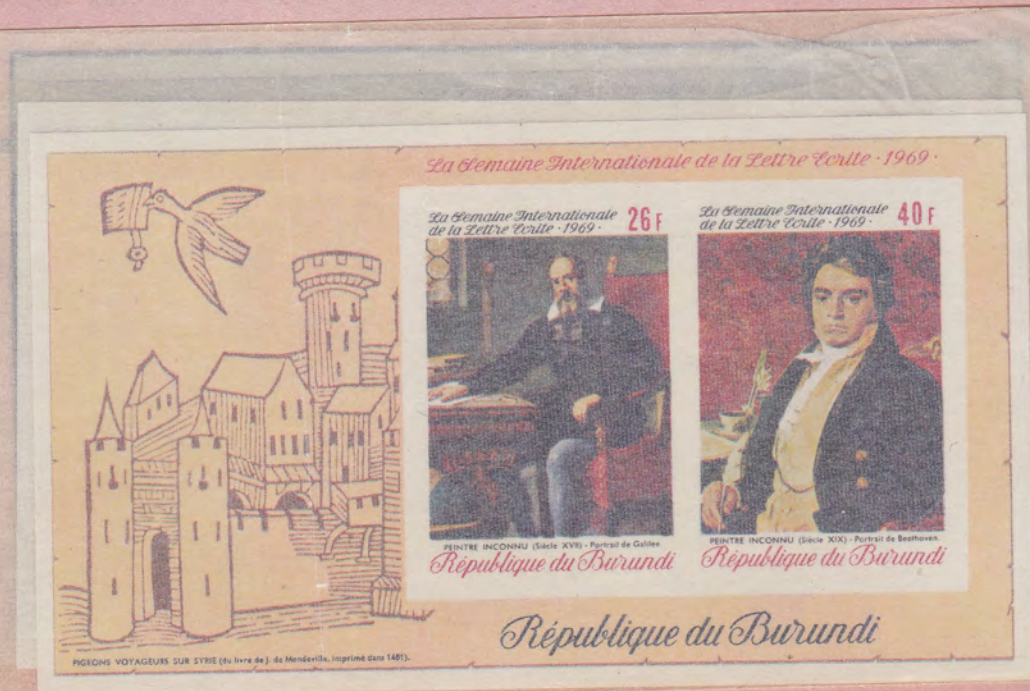 La Semaine Internationale de la Lettre Ecrite · 1969 ·
La Semaine Internationale
de la Lettre Ecrite · 1969 ·
26F
PEINTRE INCONNU (Siècle XVII) - Portrait de Galilee
République du Burundi
La Semaine Internationale
de la Lettre Ecrite · 1969 ·
40F
PEINTRE INCONNU (Siècle XIX) - Portrait de Beethoven.
République du Burundi
République du Burundi
PIGEONS VOYAGEURS SUR SYRIE (du livre de J. de Mandeville, imprimé dans 1481).